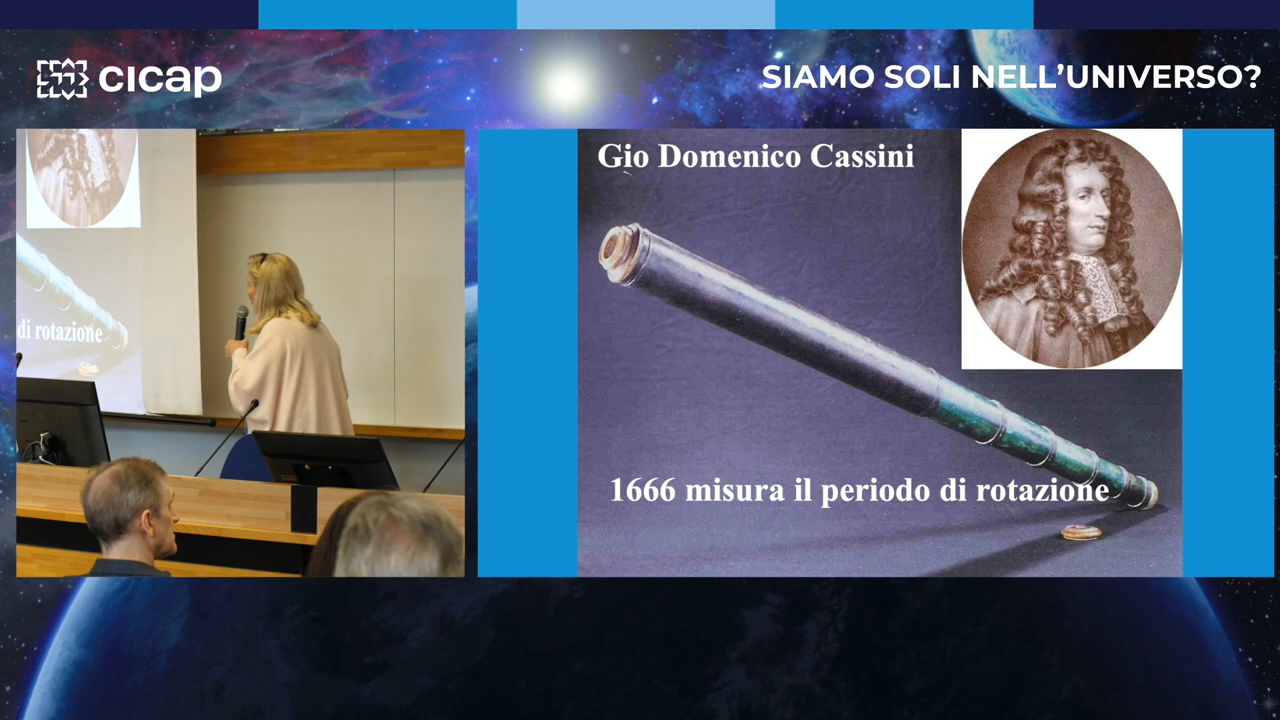 cicap
SIAMO SOLI NELL’UNIVERSO?
di rotazione
Gio Domenico Cassini
1666 misura il periodo di rotazione